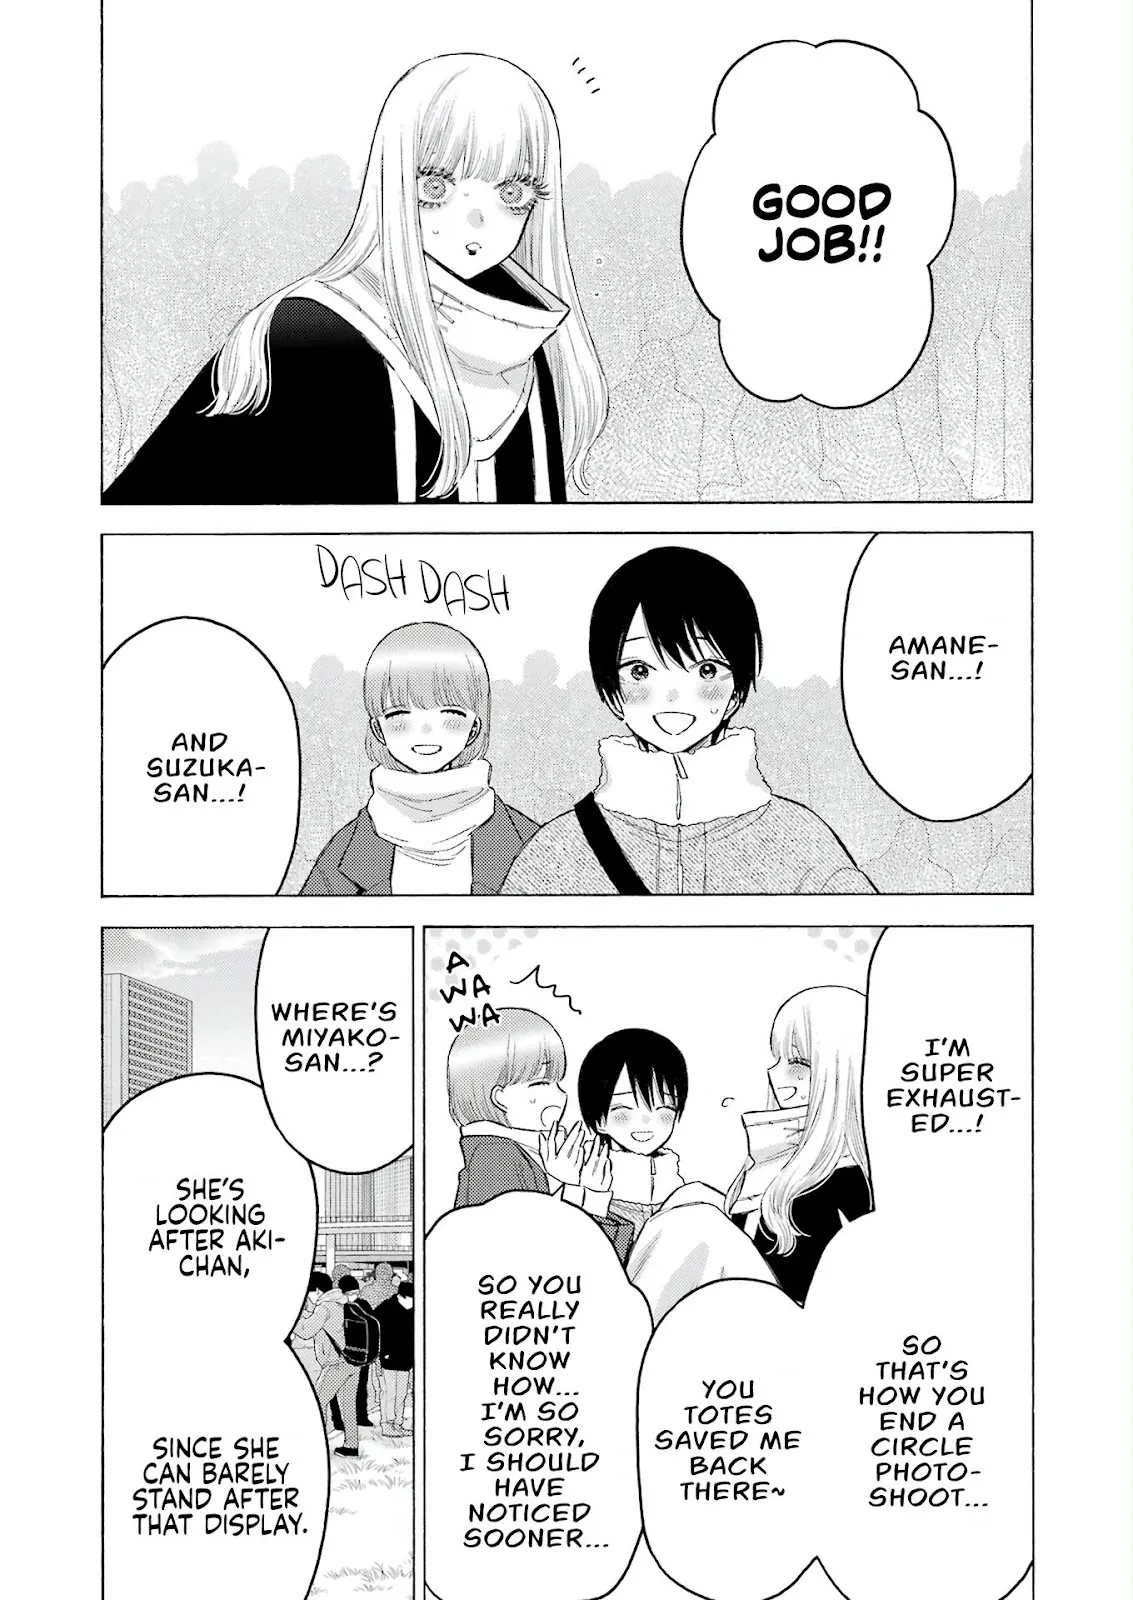 GOOD
JOB!!
DASH DASH
AMANE-
SAN...!
AND
SUZUKA-
SAN...!
A
WA
WA
I'M
SUPER
EXHAUST-
ED...!
SO
THAT'S
HOW YOU
END A
CIRCLE
PHOTO-
SHOOT...
YOU
TOTES
SAVED ME
BACK
THERE~
SO YOU
REALLY
DIDN'T
KNOW
HOW...
I'M SO
SORRY,
I SHOULD
HAVE
NOTICED
SOONER...
WHERE'S
MIYAKO-
SAN...?
SHE'S
LOOKING
AFTER AKI-
CHAN,
SINCE SHE
CAN BARELY
STAND AFTER
THAT DISPLAY.